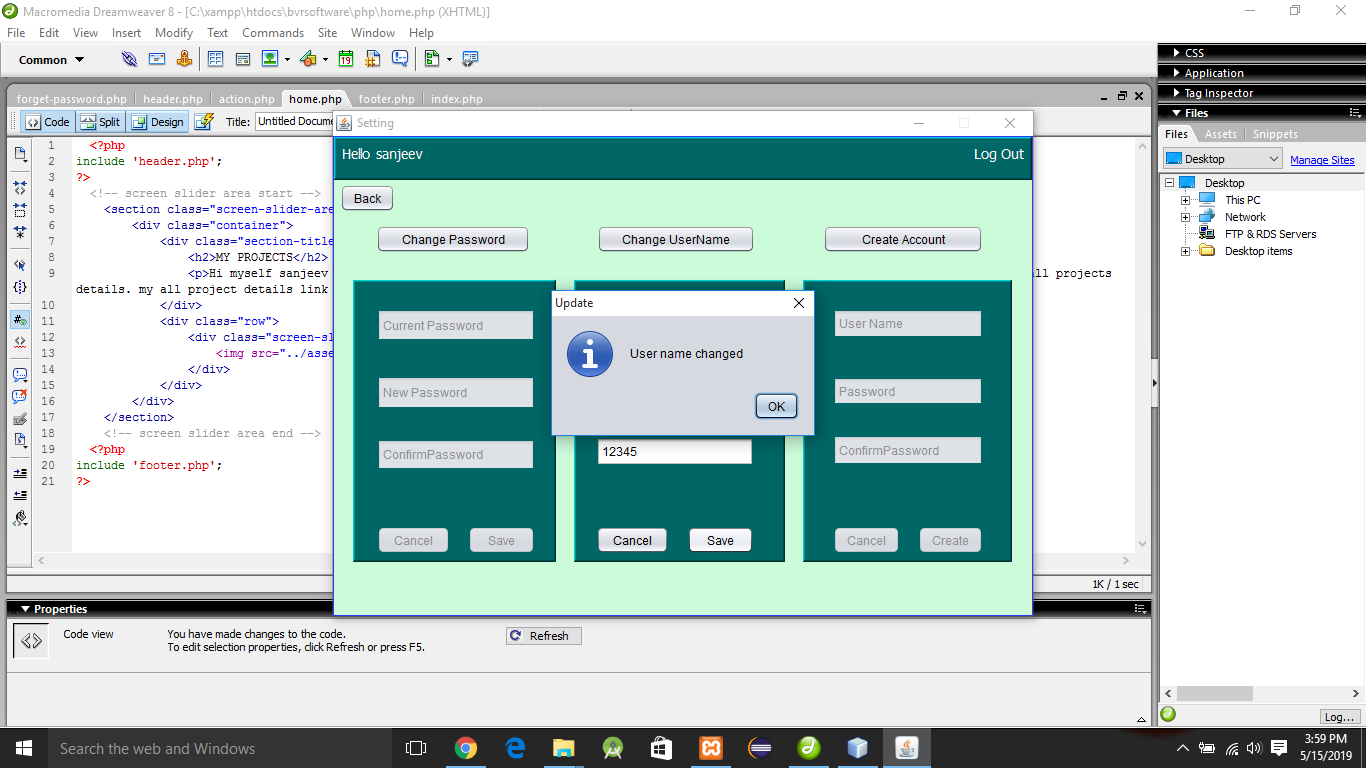 Macromedia Dreamweaver 8 - [C:\xampp\htdocs\bvrsoftware\php\home.php (XHTML)]
File Edit View Insert Modify Text Commands Site Window Help
Common
19
forget-password.php header.php action.php home.php footer.php index.php
Code Split Design Title: Untitled Docume
1 <?php
2 include 'header.php';
3 ?>
4 <!-- screen slider area start -->
5 <section class="screen-slider-are
6 <div class="container">
7 <div class="section-title
8 <h2>MY PROJECTS</h2>
9 <p>Hi myself sanjeev
all projects
details. my all project details link
10 </div>
11 <div class="row">
12 <div class="screen-sl
13 <img src="../asse
14 </div>
15 </div>
16 </div>
17 </section>
18 <!-- screen slider area end -->
19 <?php
20 include 'footer.php';
21 ?>
1K / 1 sec
Setting
Hello sanjeev
Log Out
Back
Change Password Change UserName Create Account
Current Password
New Password
ConfirmPassword
Cancel Save
Update
User name changed
OK
12345
Cancel Save
User Name
Password
ConfirmPassword
Cancel Create
CSS
Application
Tag Inspector
Files
Files Assets Snippets
Desktop Manage Sites
Desktop
This PC
Network
FTP & RDS Servers
Desktop items
Log...
Properties
Code view
You have made changes to the code.
To edit selection properties, click Refresh or press F5.
Refresh
Search the web and Windows
3:59 PM
5/15/2019